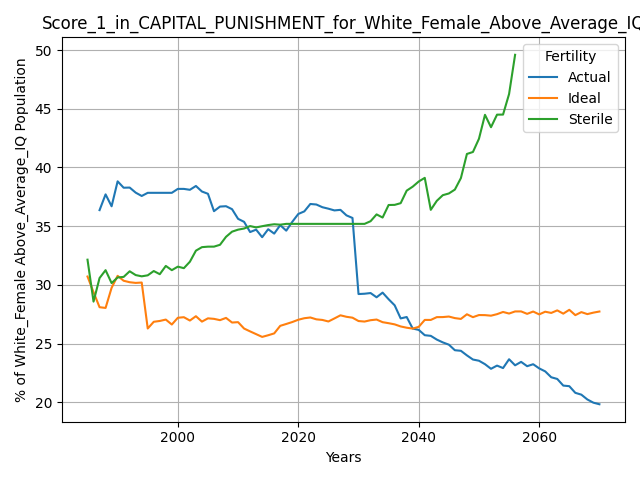 Score_1_in_CAPITAL_PUNISHMENT_for_White_Female_Above_Average_IQ
% of White_Female Above_Average_IQ Population
50
45
40
35
30
25
20
Fertility
Actual
Ideal
Sterile
2000
2020
2040
2060
Years